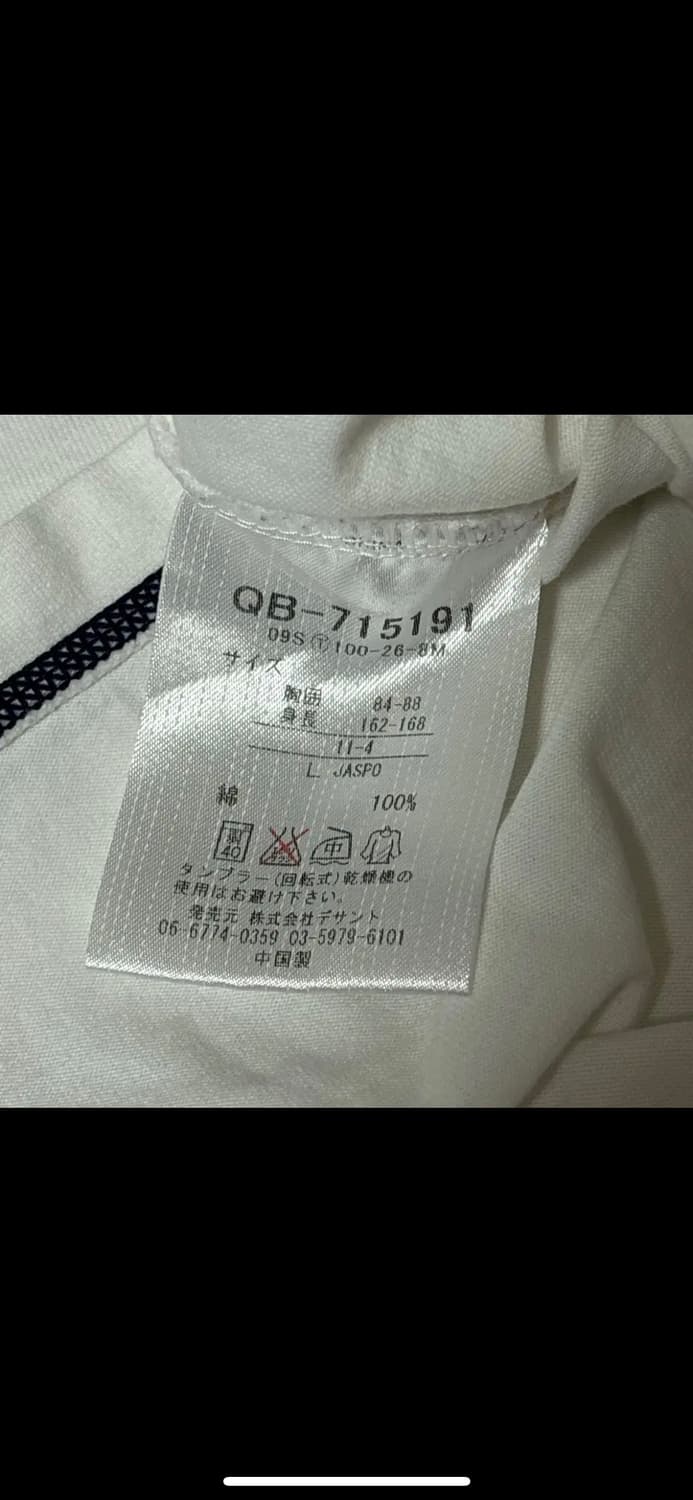 QB-715191
09SⓉ100-26-8M
サイズ
胸囲 84-88
身長 162-168
11-4
L JASPO
綿 100%
40
中
タンブラー(回転式)乾燥機の
使用はお避け下さい。
発売元 株式会社デサント
06-6774-0359 03-5979-6101
中国製